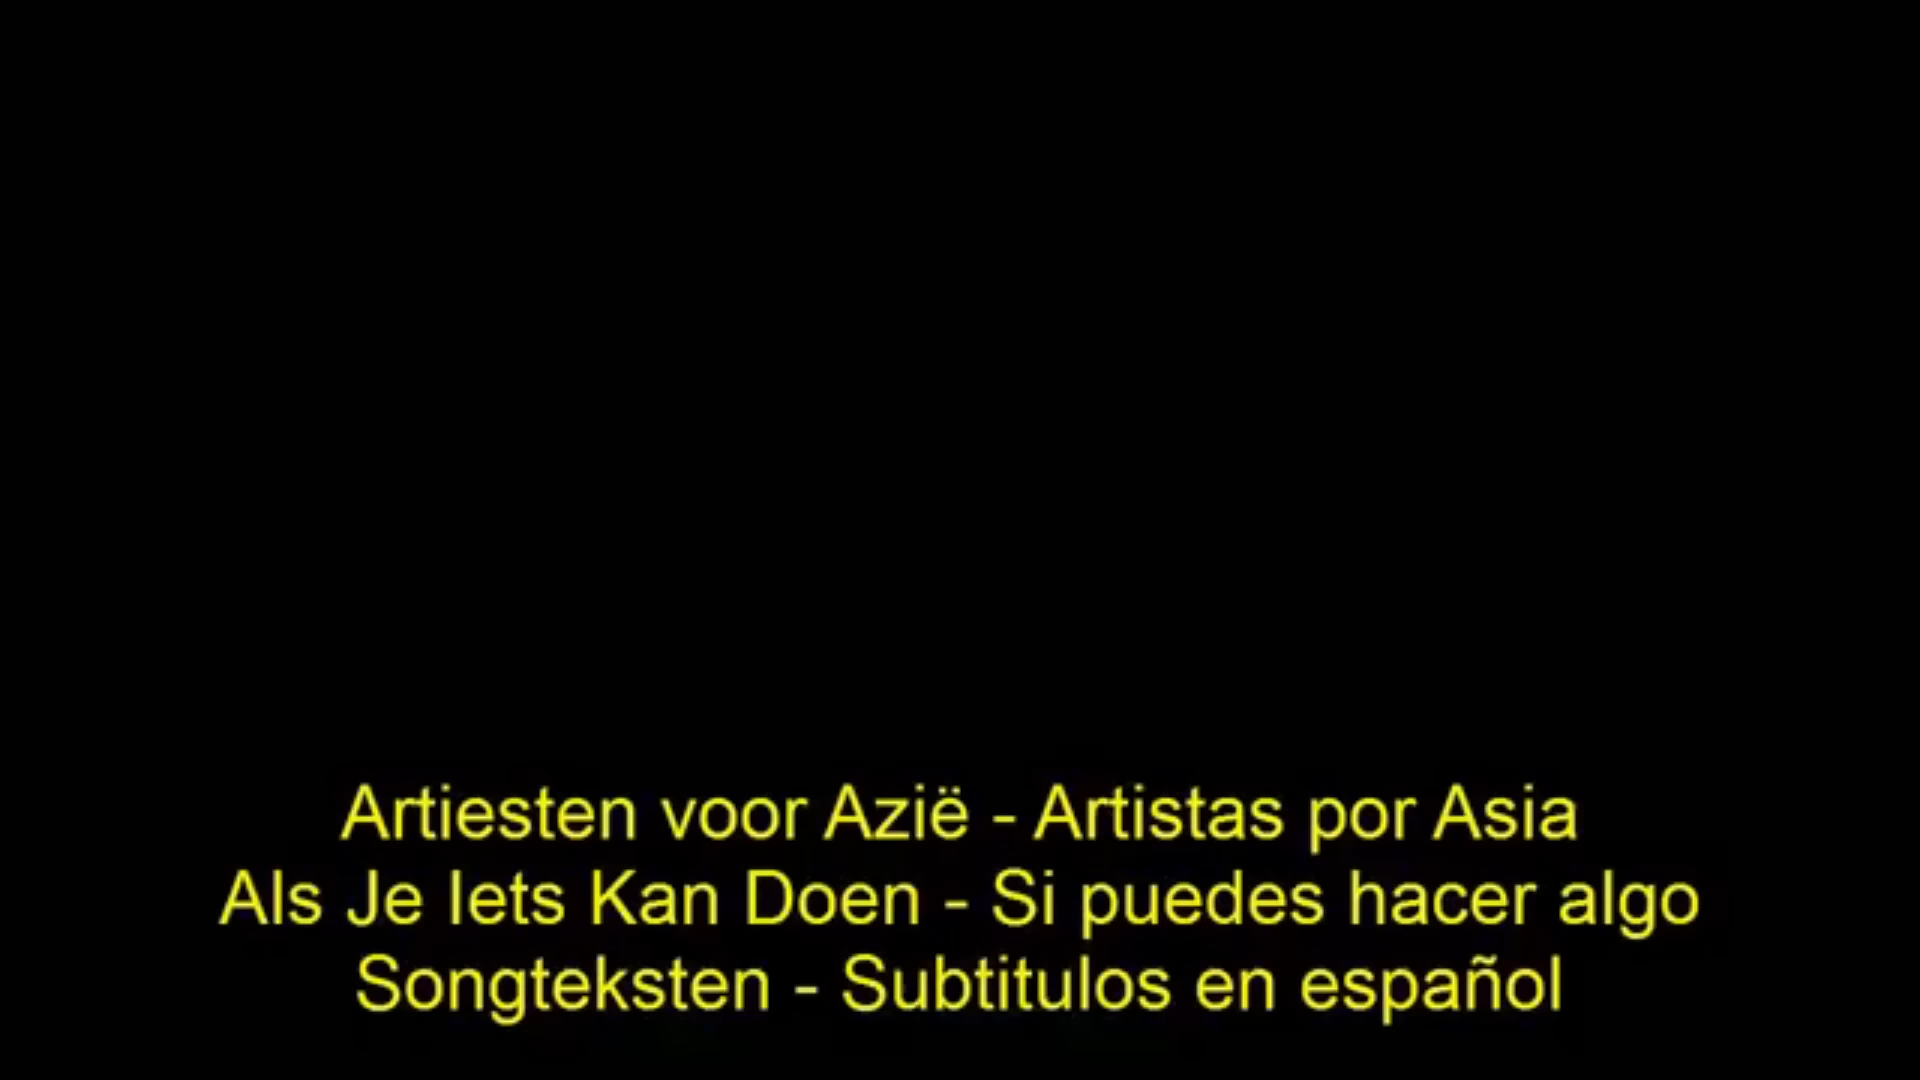 Artiesten voor Azië - Artistas por Asia
Als Je Iets Kan Doen - Si puedes hacer algo
Songteksten - Subtitulos en español